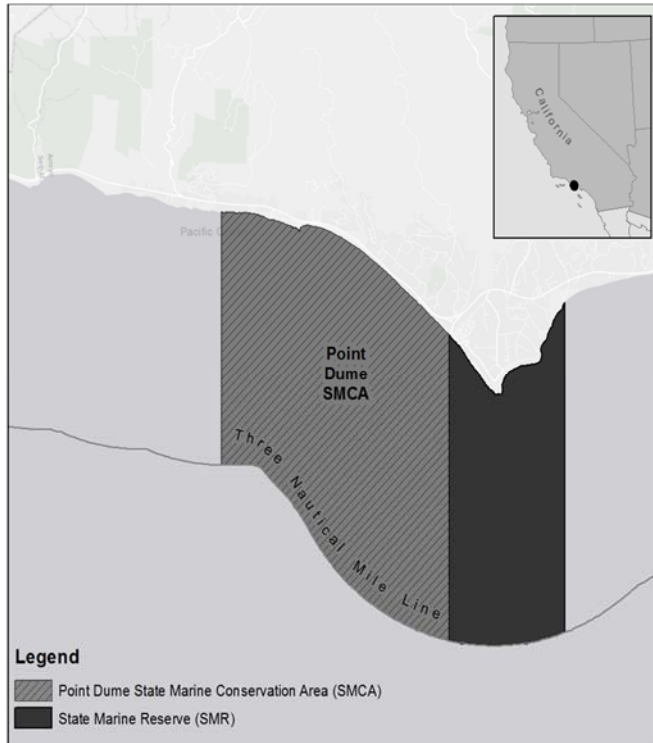 California
Pacific
Point
Dume
SMCA
Three Nautical Mile Line
Legend
Point Dume State Marine Conservation Area (SMCA)
State Marine Reserve (SMR)